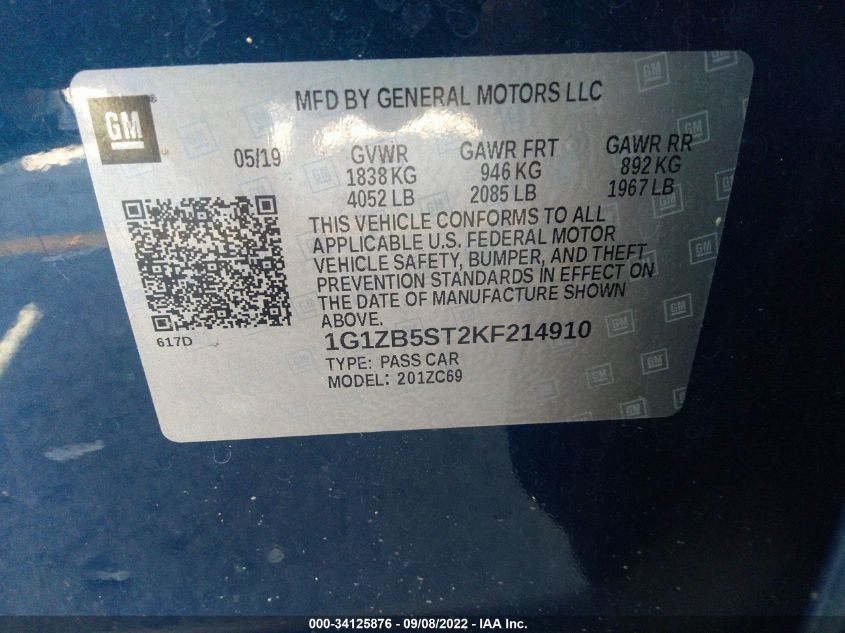 MFD BY GENERAL MOTORS LLC
GM
05/19
GVWR GAWR FRT GAWR RR
1838 KG 946 KG 892 KG
4052 LB 2085 LB 1967 LB
THIS VEHICLE CONFORMS TO ALL
APPLICABLE U.S. FEDERAL MOTOR
VEHICLE SAFETY, BUMPER, AND THEFT
PREVENTION STANDARDS IN EFFECT ON
THE DATE OF MANUFACTURE SHOWN
ABOVE.
617D
1G1ZB5ST2KF214910
TYPE: PASS CAR
MODEL: 201ZC69
000-34125876 - 09/08/2022 - IAA Inc.